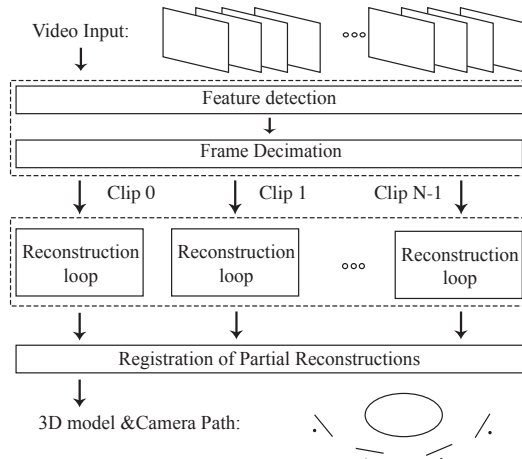 Video Input:
Feature detection
Frame Decimation
Clip 0
Clip 1
Clip N-1
Reconstruction
loop
Reconstruction
loop
Reconstruction
loop
Registration of Partial Reconstructions
3D model &Camera Path: